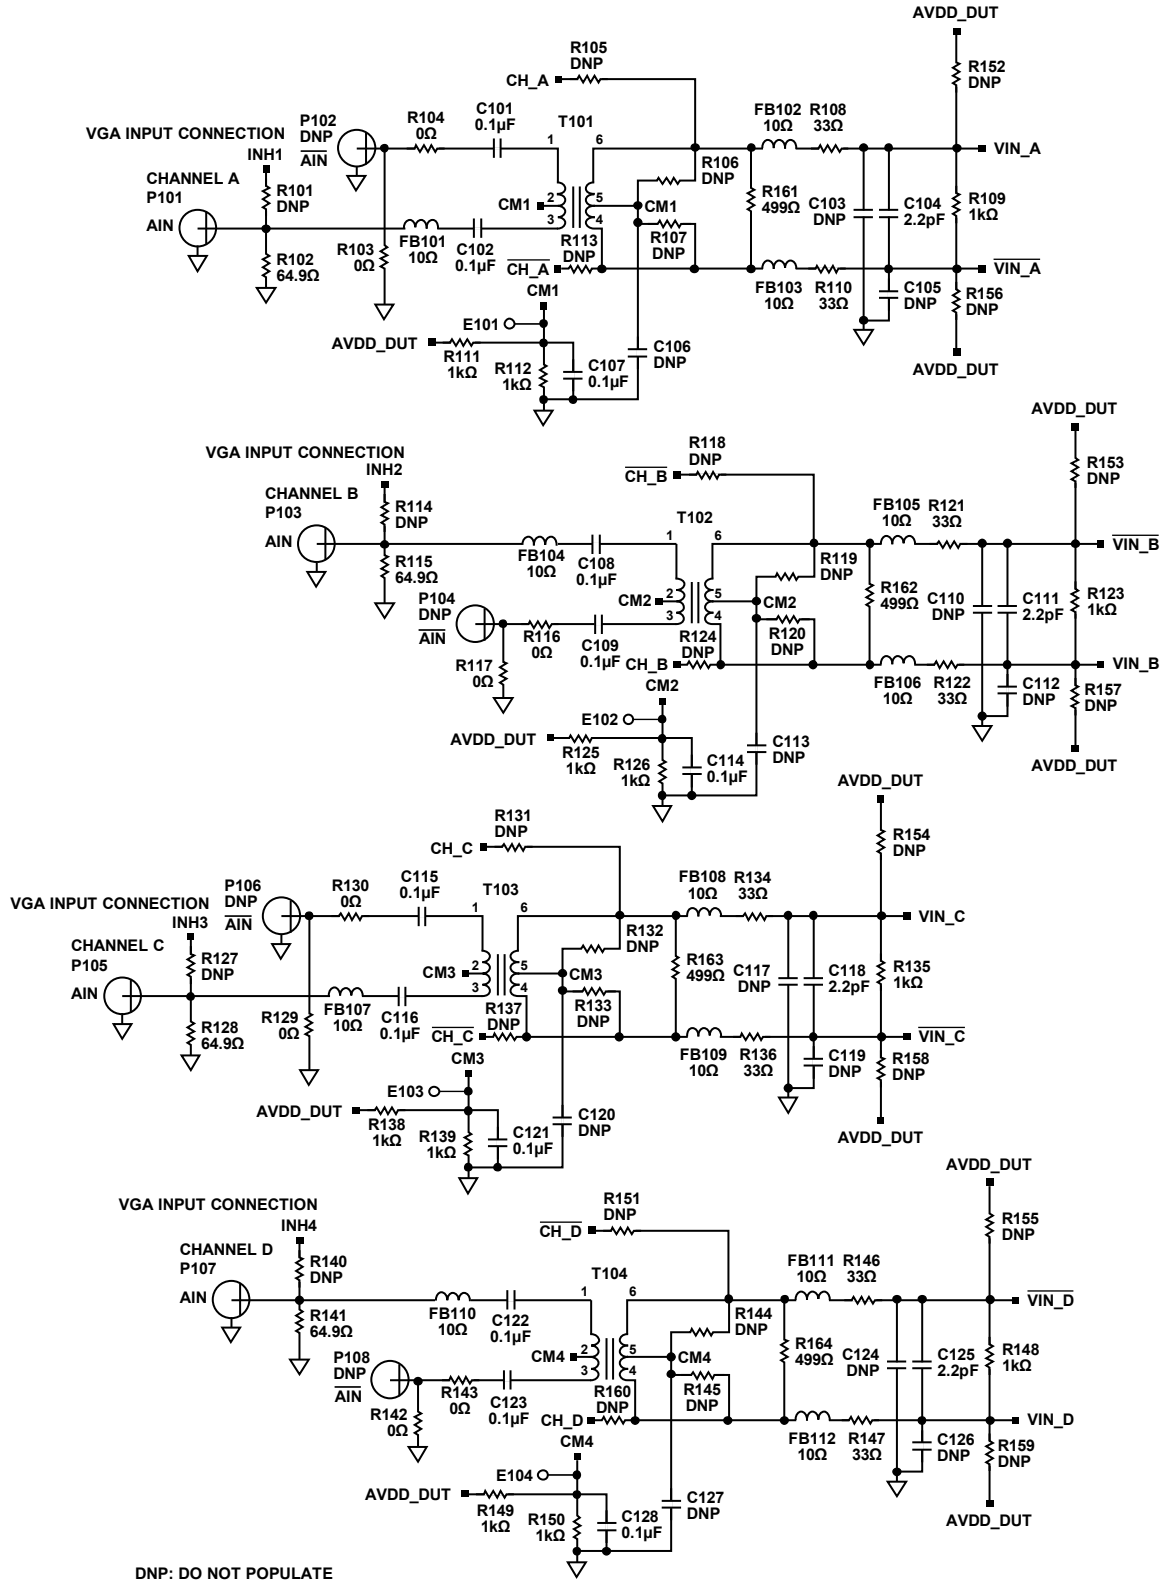 AVDD_DUT
R105
DNP
CH_A
R152
DNP
C101
0.1µF
FB102
10Ω
R108
33Ω
P102
DNP
AIN
R104
0Ω
T101
VGA INPUT CONNECTION
INH1
1
6
VIN_A
CHANNEL A
P101
R101
DNP
R106
DNP
R161
499Ω
C103
DNP
C104
2.2pF
R109
1kΩ
CM1
2
5
CM1
AIN
3
4
R107
DNP
R102
64.9Ω
R103
0Ω
FB101
10Ω
C102
0.1µF
R113
DNP
CH_A
VIN_A
FB103
10Ω
R110
33Ω
C105
DNP
R156
DNP
CM1
E101
AVDD_DUT
R111
1kΩ
R112
1kΩ
C107
0.1µF
C106
DNP
AVDD_DUT
AVDD_DUT
R118
DNP
CH_B
R153
DNP
VGA INPUT CONNECTION
INH2
CHANNEL B
P103
R114
DNP
FB105
10Ω
R121
33Ω
T102
AIN
1
6
VIN_B
FB104
10Ω
C108
0.1µF
R115
64.9Ω
R119
DNP
R162
499Ω
C110
DNP
C111
2.2pF
R123
1kΩ
P104
DNP
AIN
CM2
2
5
CM2
3
4
R116
0Ω
C109
0.1µF
R124
DNP
R120
DNP
R117
0Ω
CH_B
VIN_B
FB106
10Ω
R122
33Ω
C112
DNP
R157
DNP
CM2
E102
AVDD_DUT
R125
1kΩ
R126
1kΩ
C114
0.1µF
C113
DNP
AVDD_DUT
AVDD_DUT
R131
DNP
CH_C
R154
DNP
C115
0.1µF
FB108
10Ω
R134
33Ω
P106
DNP
AIN
R130
0Ω
T103
VGA INPUT CONNECTION
INH3
1
6
VIN_C
CHANNEL C
P105
R127
DNP
R132
DNP
R163
499Ω
C117
DNP
C118
2.2pF
R135
1kΩ
CM3
2
5
CM3
AIN
3
4
R133
DNP
R128
64.9Ω
R129
0Ω
FB107
10Ω
C116
0.1µF
R137
DNP
CH_C
VIN_C
FB109
10Ω
R136
33Ω
C119
DNP
R158
DNP
CM3
E103
AVDD_DUT
R138
1kΩ
R139
1kΩ
C121
0.1µF
C120
DNP
AVDD_DUT
AVDD_DUT
R151
DNP
CH_D
R155
DNP
VGA INPUT CONNECTION
INH4
CHANNEL D
P107
R140
DNP
FB111
10Ω
R146
33Ω
T104
AIN
1
6
VIN_D
FB110
10Ω
C122
0.1µF
R141
64.9Ω
R144
DNP
R164
499Ω
C124
DNP
C125
2.2pF
R148
1kΩ
P108
DNP
AIN
CM4
2
5
CM4
3
4
R143
0Ω
C123
0.1µF
R160
DNP
R145
DNP
R142
0Ω
CH_D
VIN_D
FB112
10Ω
R147
33Ω
C126
DNP
R159
DNP
CM4
E104
AVDD_DUT
R149
1kΩ
R150
1kΩ
C128
0.1µF
C127
DNP
AVDD_DUT
DNP: DO NOT POPULATE